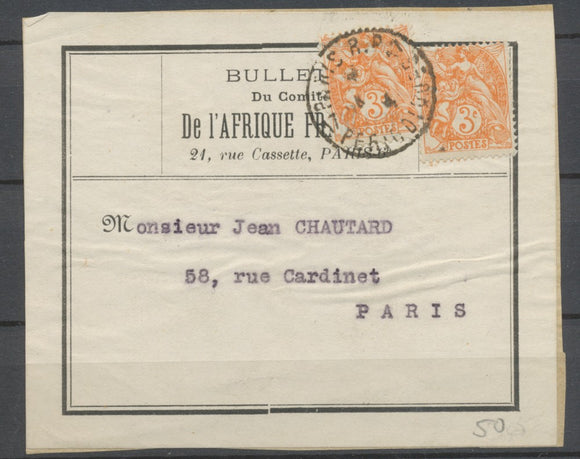 BULLE
Du Comit
De l'AFRIQUE FR
21, rue Cassette, PARIS
3c
POSTES
3c
POSTES
Monsieur Jean CHAUTARD
58, rue Cardinet
PARIS
50